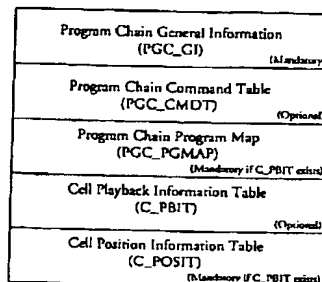 Program Chain General Information
(PGC_GI)
(Mandatory
Program Chain Command Table
(PGC_CMDT)
(Optional)
Program Chain Program Map
(PGC_PGMAP)
(Mandatory if C_PBIT exists)
Cell Playback Information Table
(C_PBIT)
(Optional)
Cell Position Information Table
(C_POSIT)
(Mandatory if C_PBIT exists)